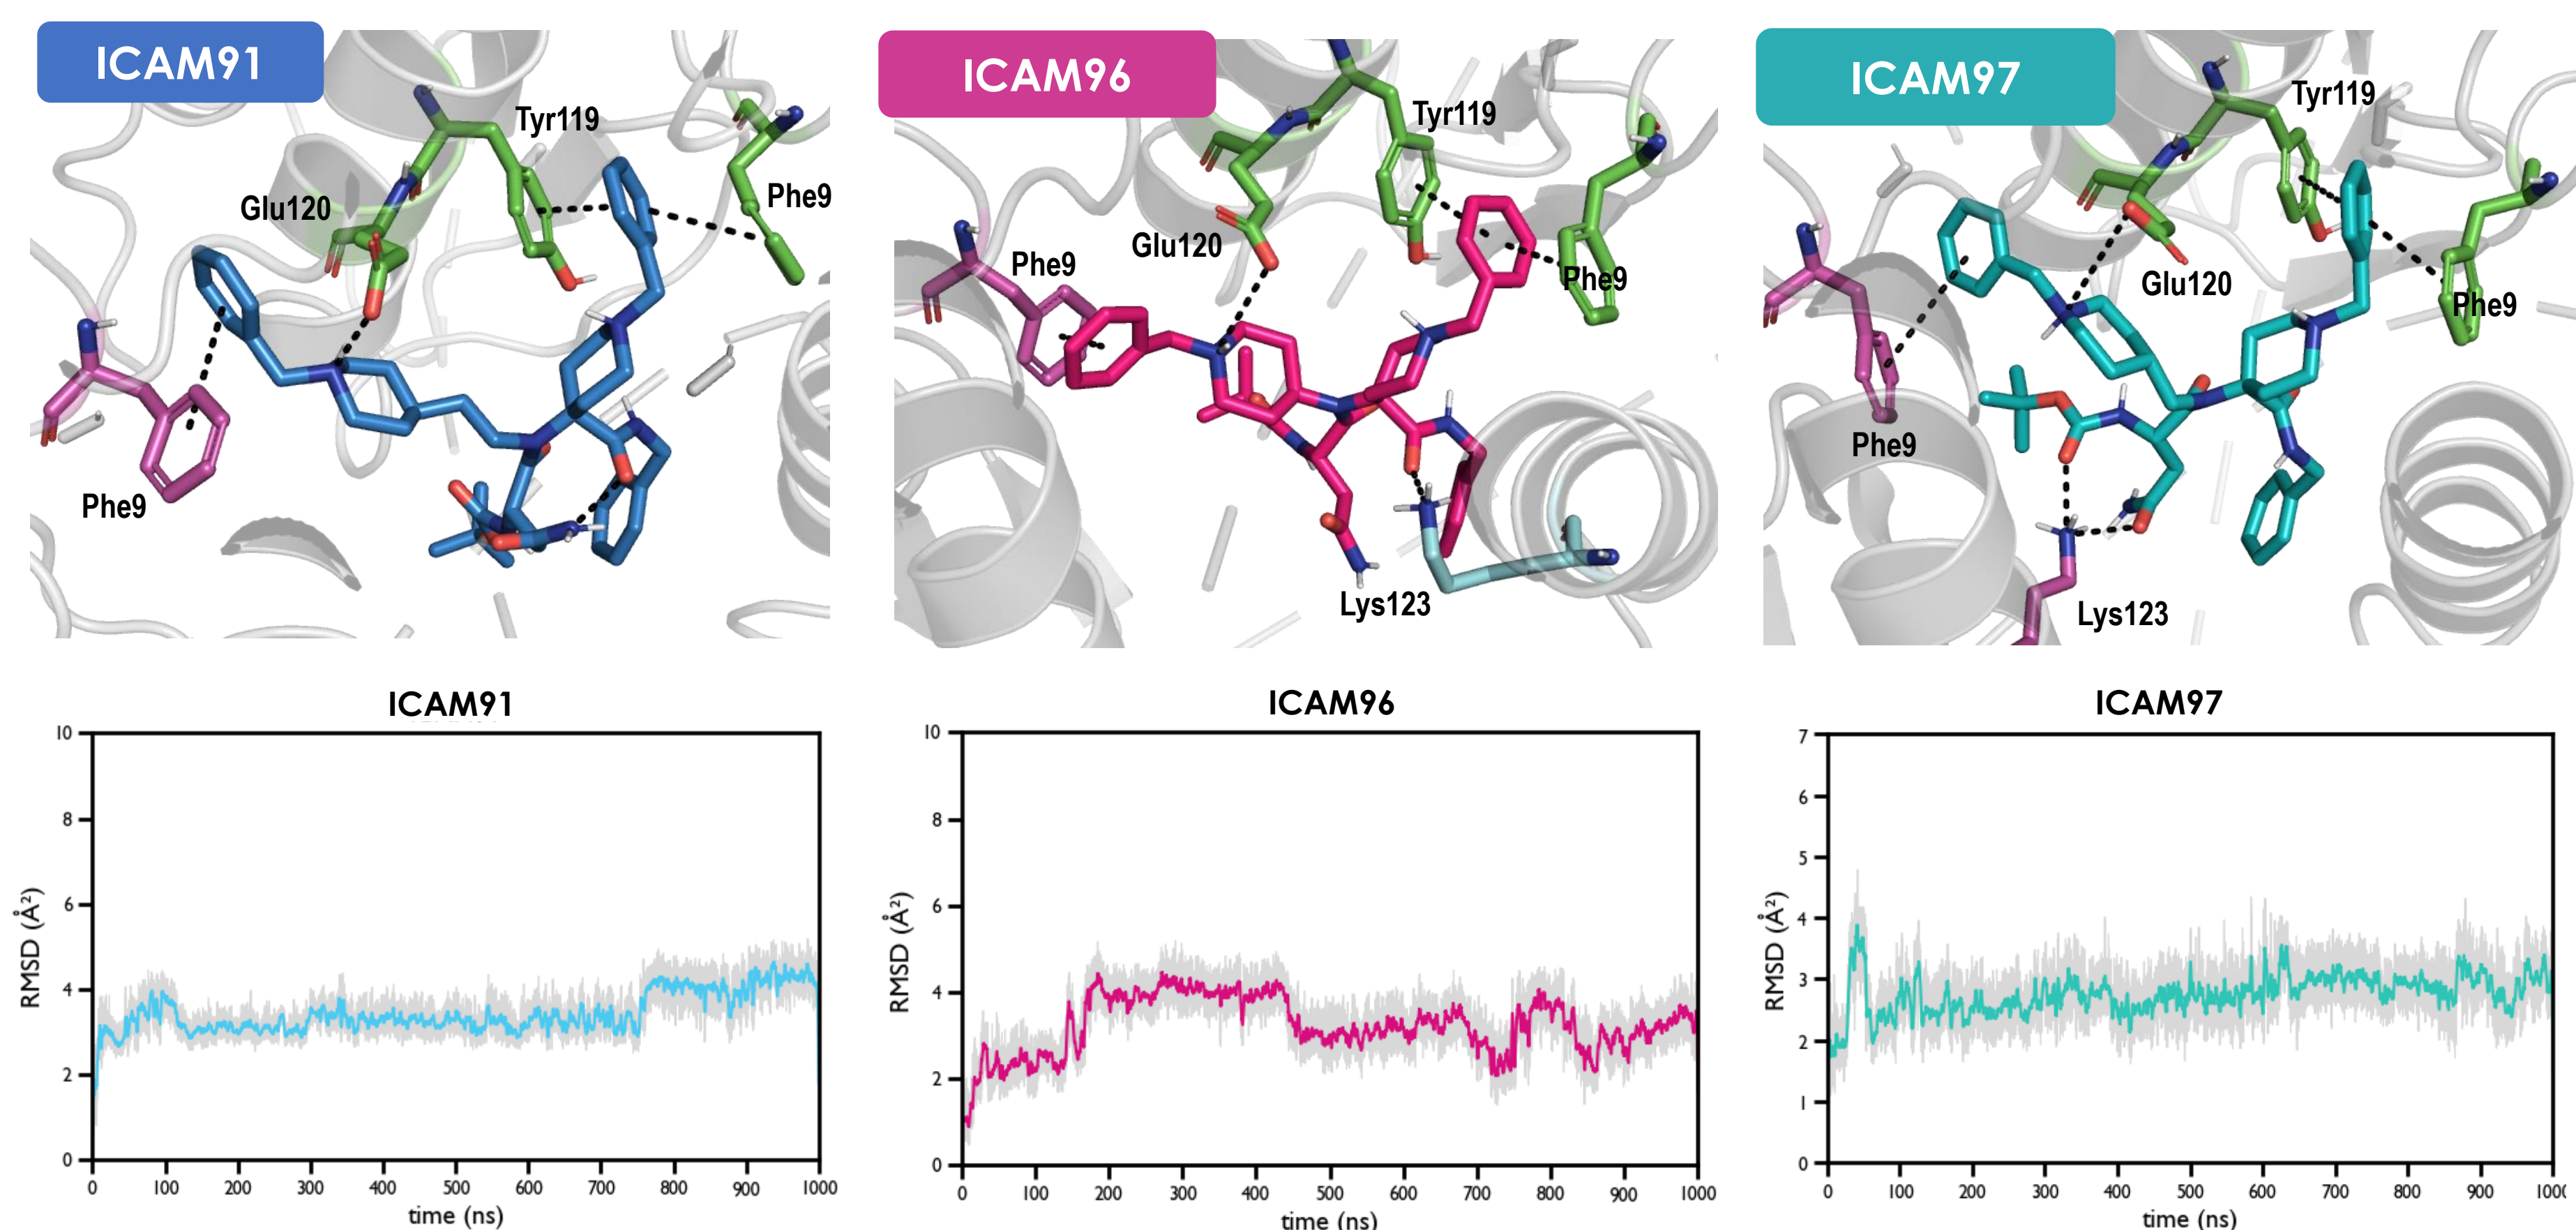 ICAM91
ICAM96
ICAM97
Tyr119
Glu120
Phe9
Phe9
Tyr119
Glu120
Phe9
Phe9
Lys123
Tyr119
Glu120
Phe9
Phe9
Lys123
ICAM91
10
8
6
4
2
0
RMSD (Å²)
0 100 200 300 400 500 600 700 800 900 1000
time (ns)
ICAM96
10
8
6
4
2
0
RMSD (Å²)
0 100 200 300 400 500 600 700 800 900 1000
time (ns)
ICAM97
7
6
5
4
3
2
1
0
RMSD (Å²)
0 100 200 300 400 500 600 700 800 900 1000
time (ns)